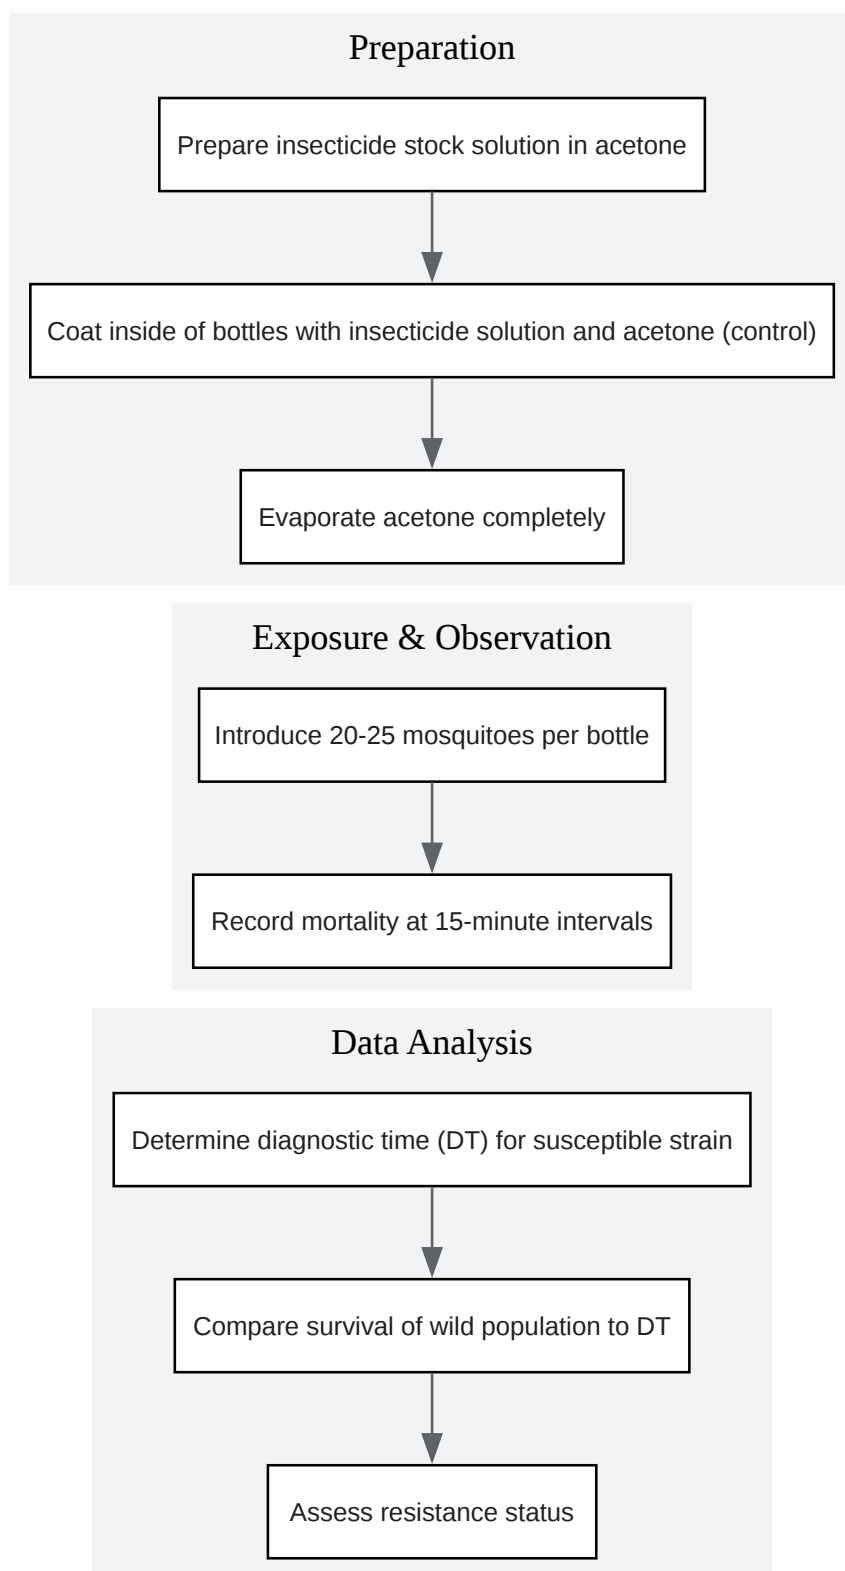 Preparation
Prepare insecticide stock solution in acetone
Coat inside of bottles with insecticide solution and acetone (control)
Evaporate acetone completely
Exposure & Observation
Introduce 20-25 mosquitoes per bottle
Record mortality at 15-minute intervals
Data Analysis
Determine diagnostic time (DT) for susceptible strain
Compare survival of wild population to DT
Assess resistance status